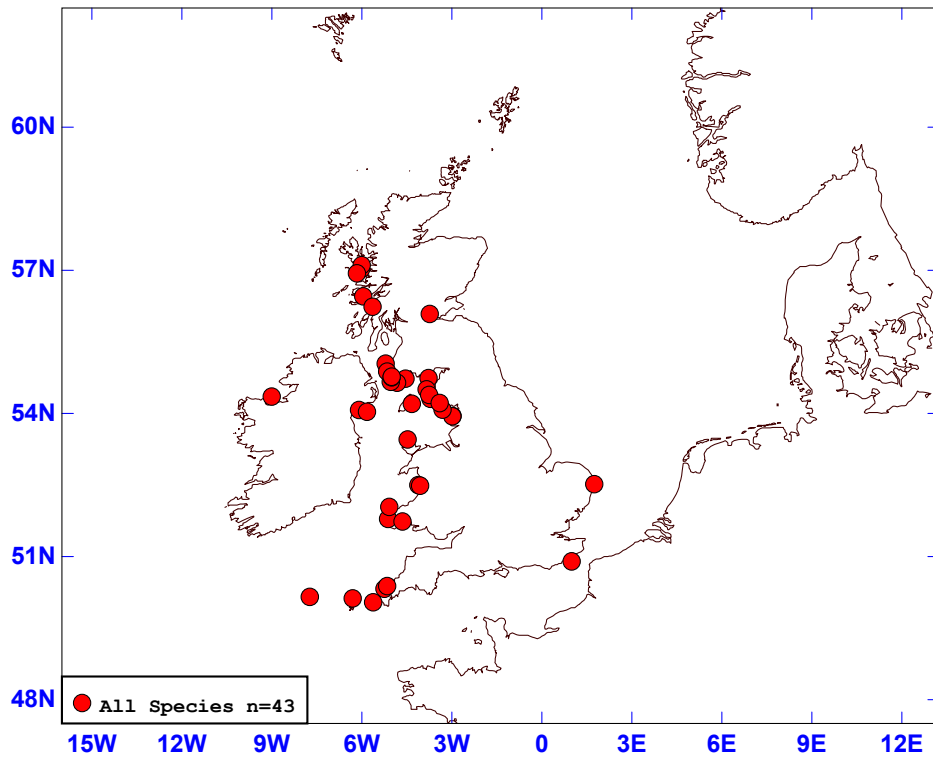 60N
57N
54N
51N
48N
All Species n=43
15W 12W 9W 6W 3W 0 3E 6E 9E 12E